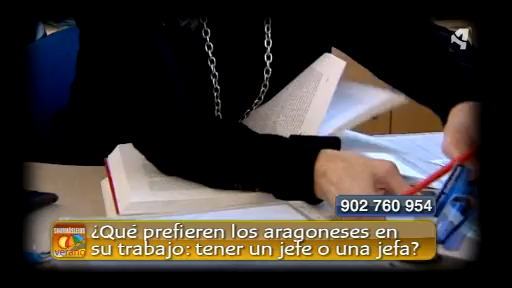 902 760 954
¿Qué prefieren los aragoneses en
su trabajo: tener un jefe o una jefa?